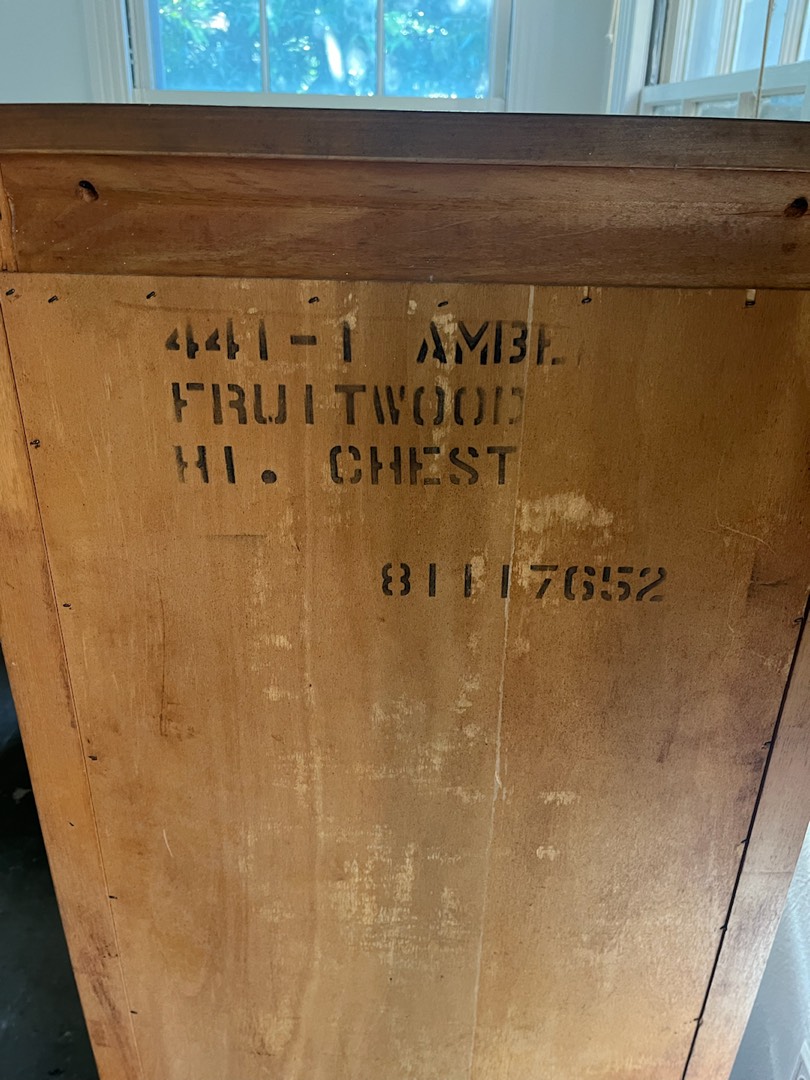 441-1 AMBE
FRUITWOOD
HI. CHEST
81117652